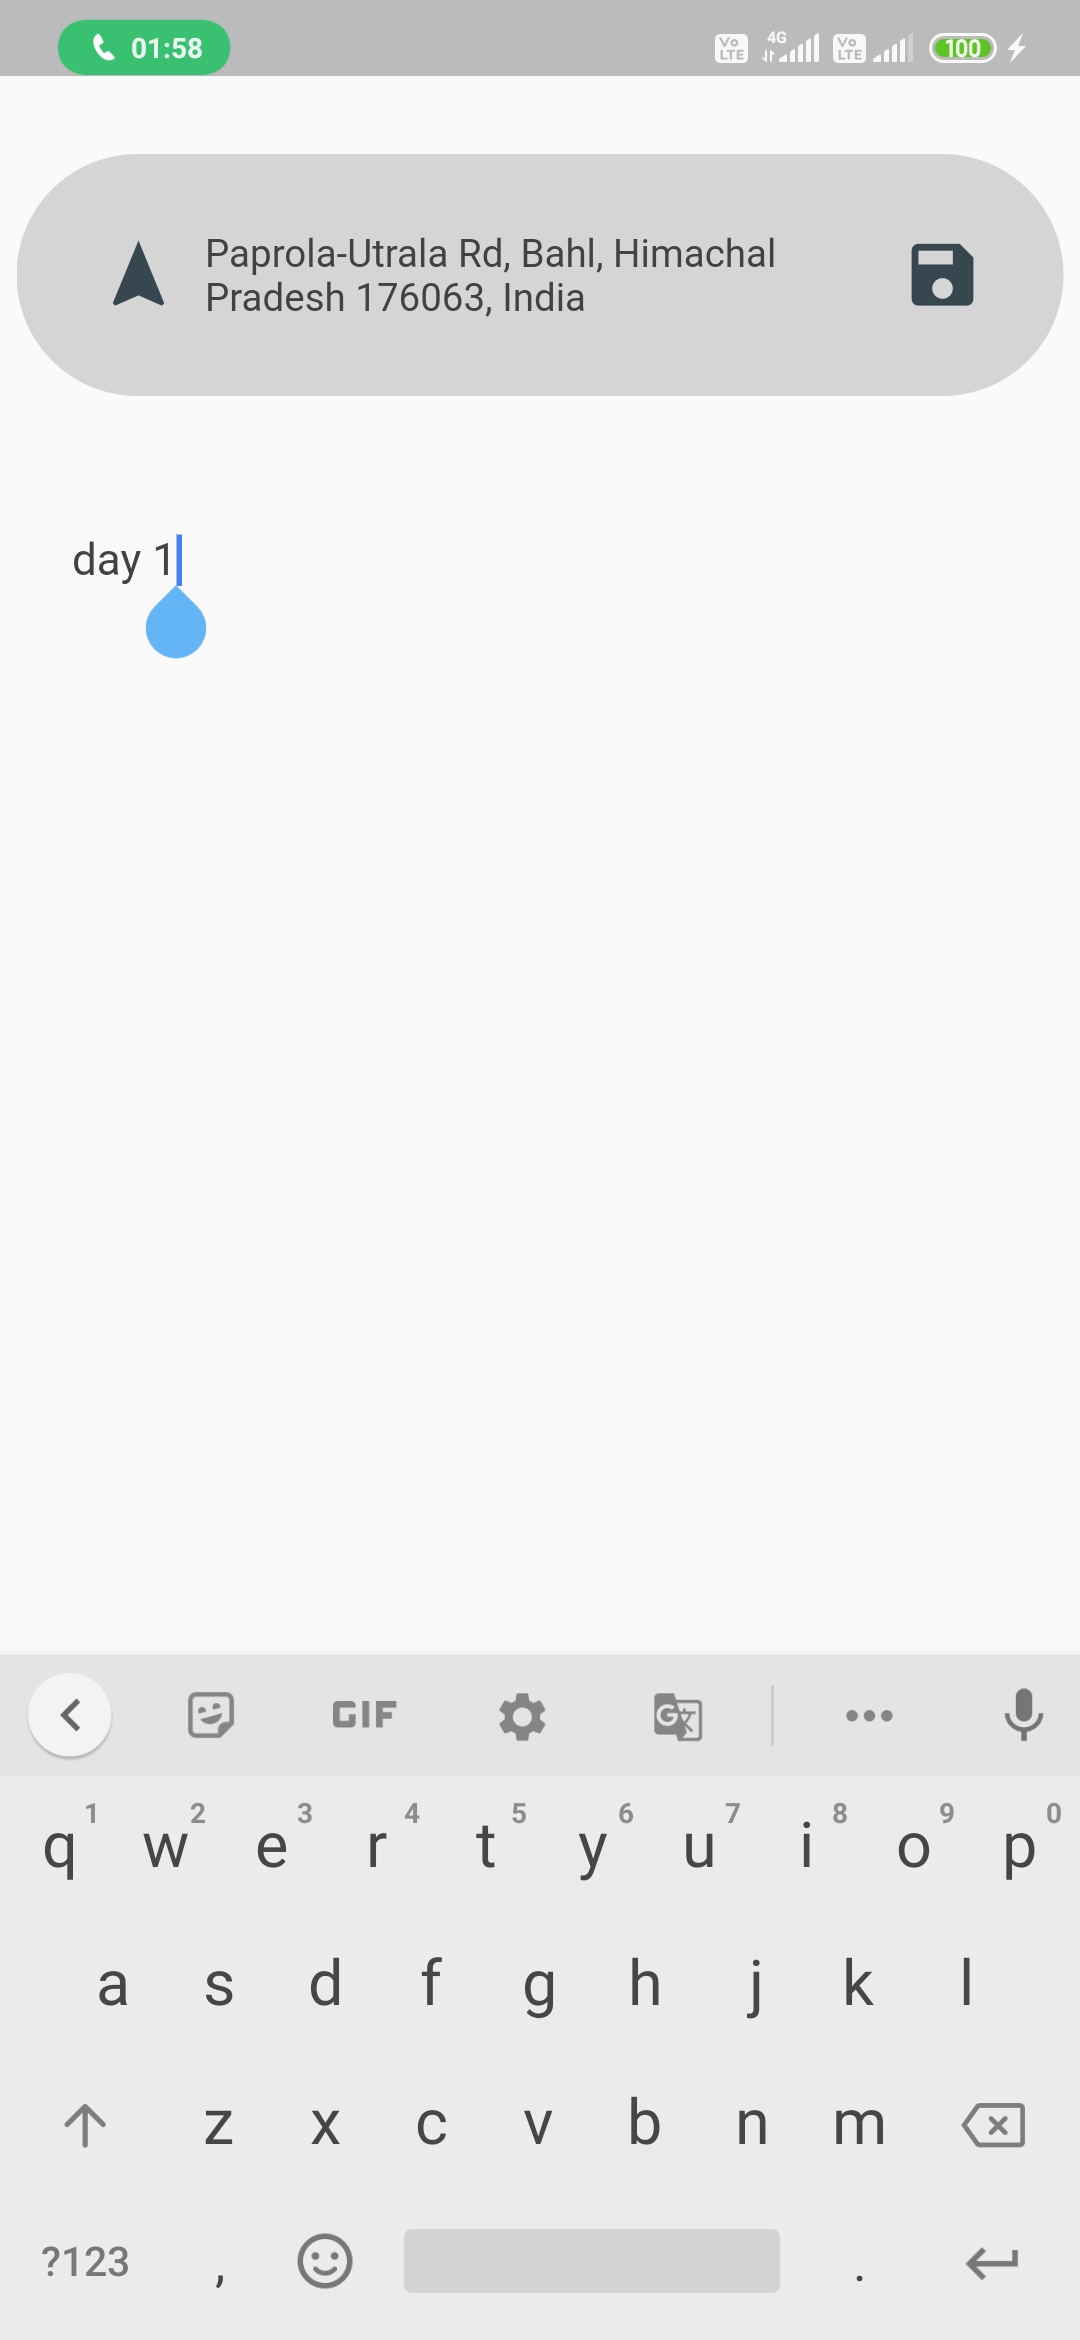 01:58
Vo LTE 4G Vo LTE 100
Paprola-Utrala Rd, Bahl, Himachal
Pradesh 176063, India
day 1
GIF G 文
1 2 3 4 5 6 7 8 9 0
q w e r t y u i o p
a s d f g h j k l
z x c v b n m
?123 , .